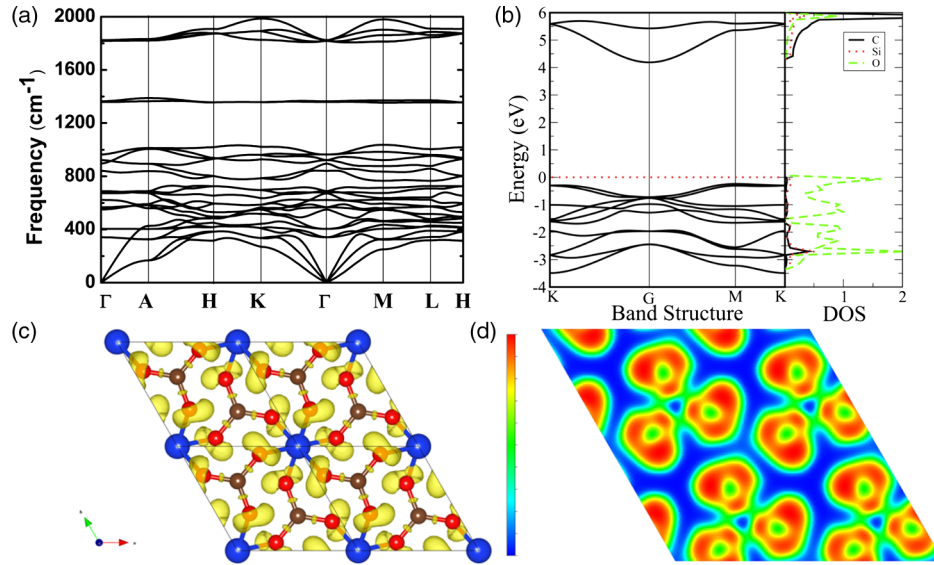 (a)
Frequency (cm⁻¹)
2000
1600
1200
800
400
0
Γ A H K Γ M L H
(b)
Energy (eV)
6
5
4
3
2
1
0
-1
-2
-3
-4
C
Si
O
K G M K 1 2
Band Structure DOS
(c)
(d)